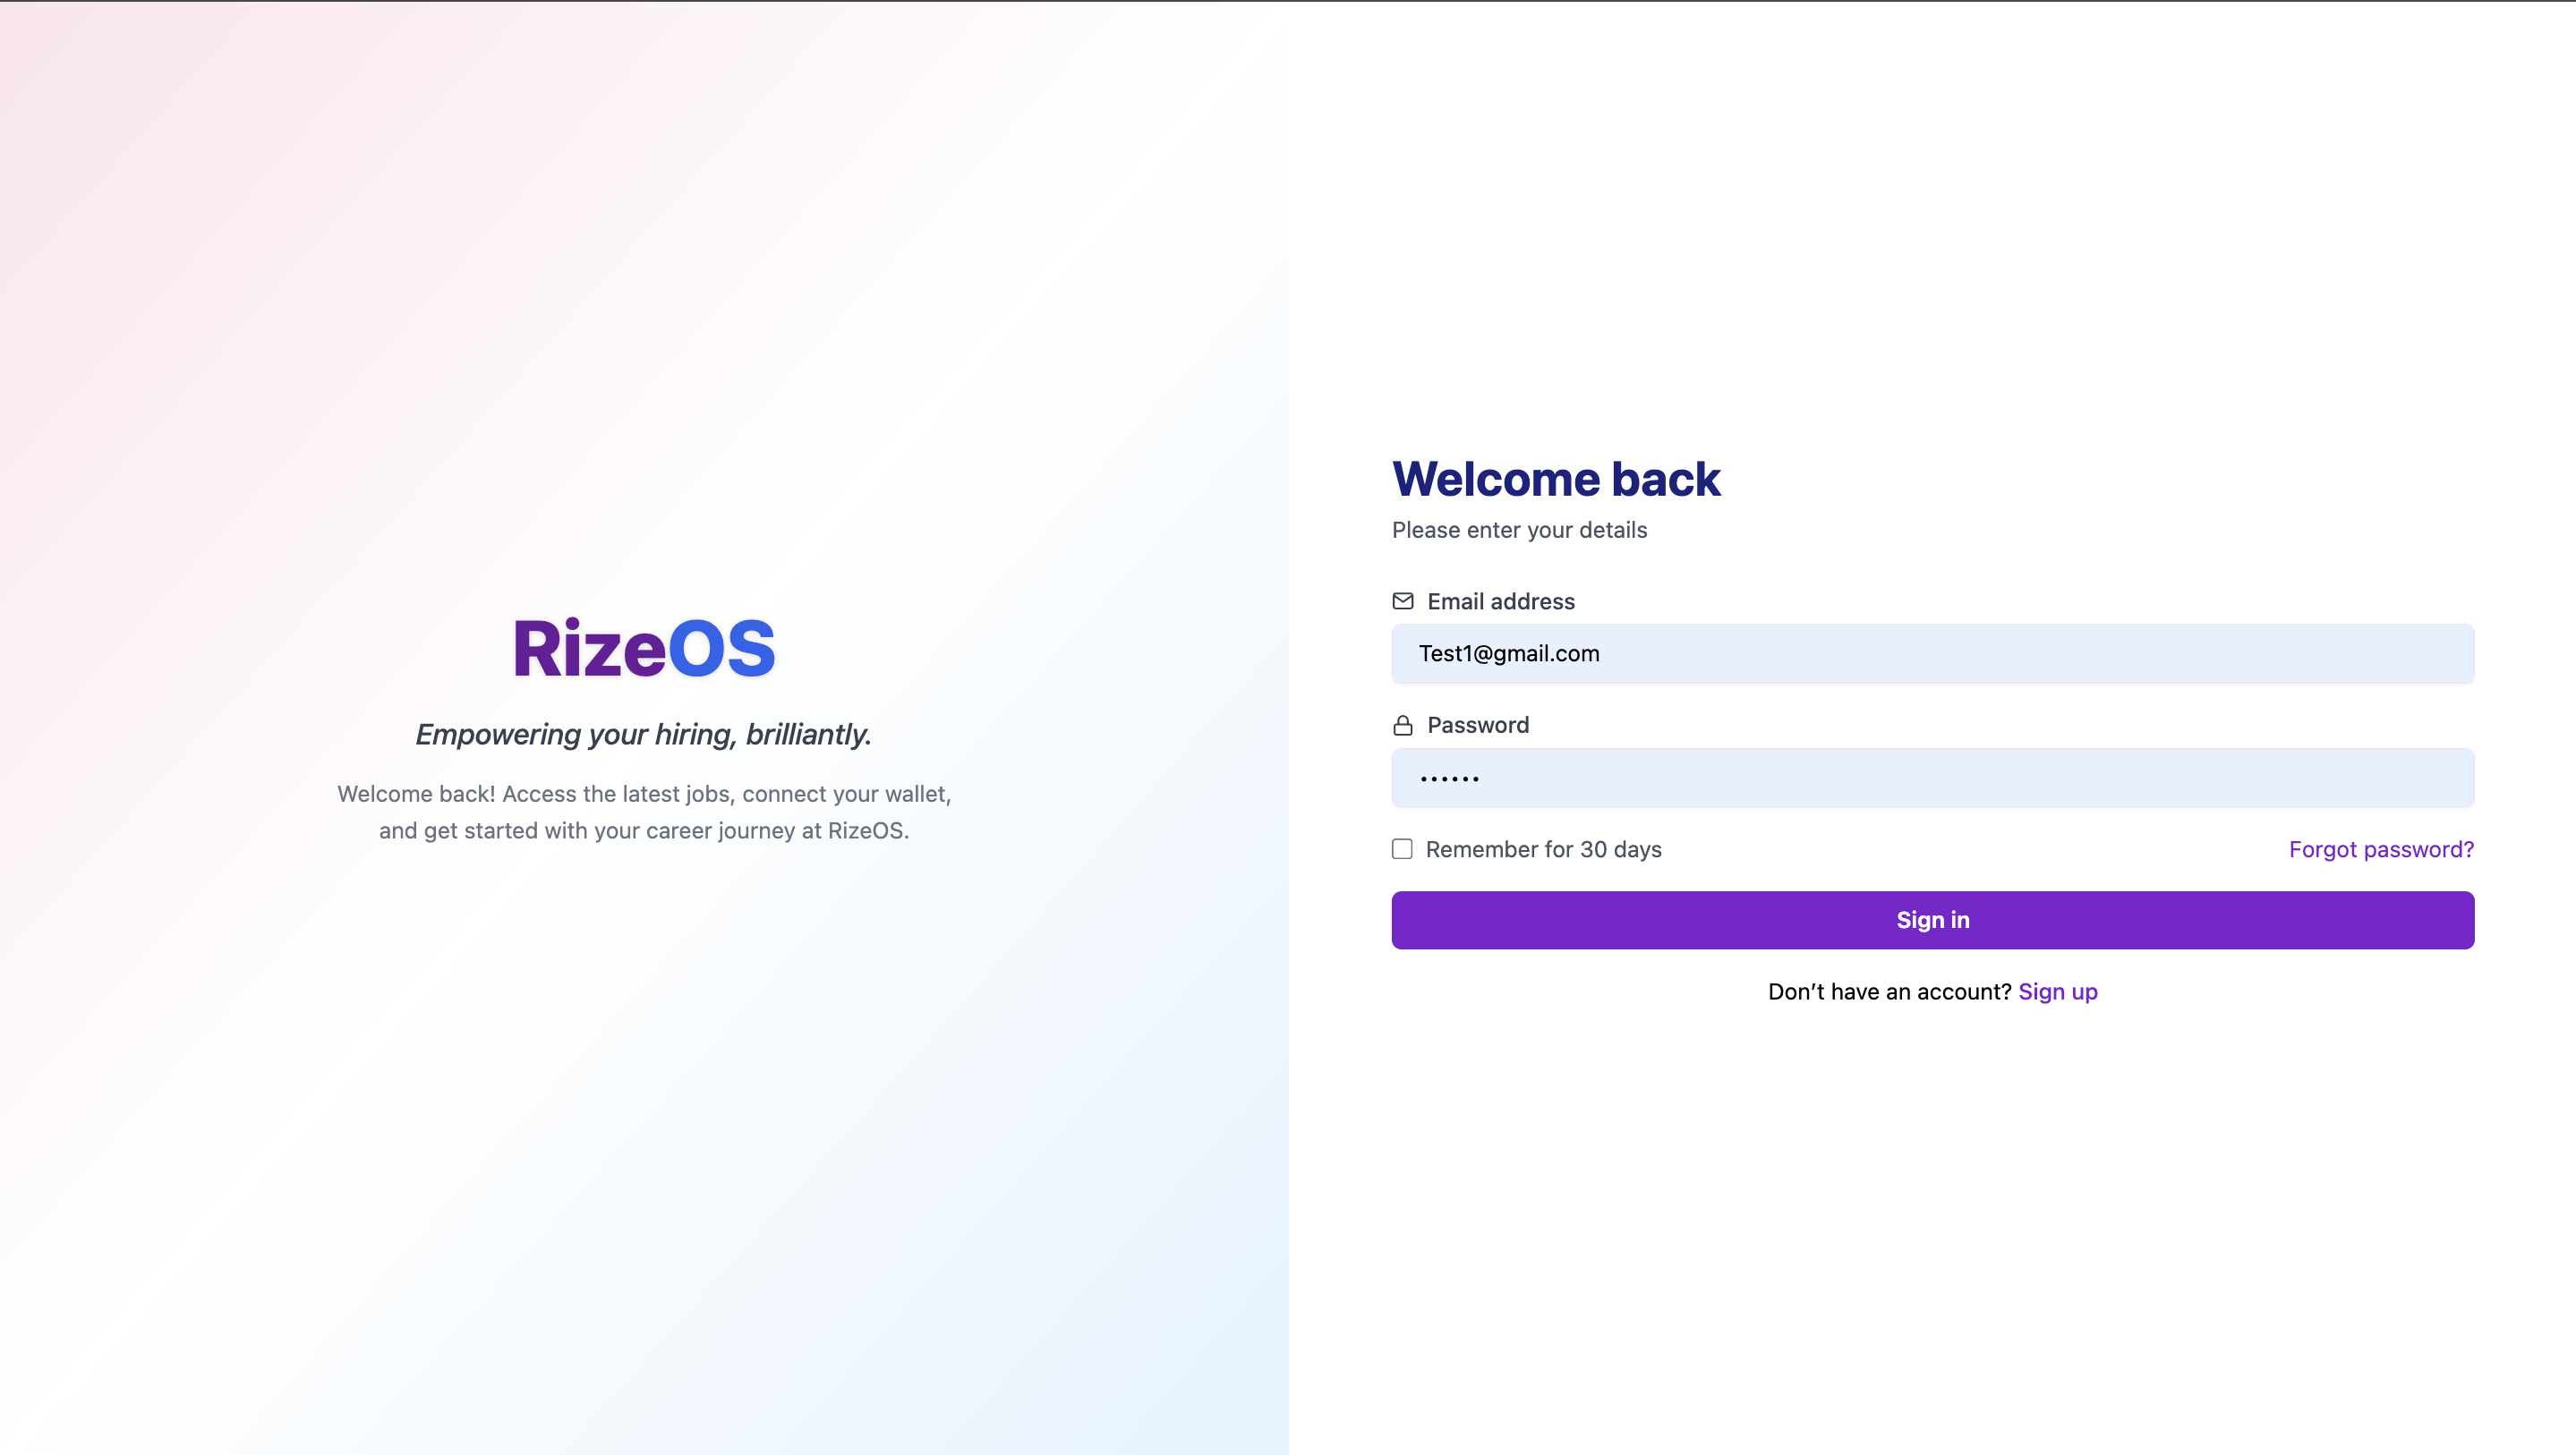 RizeOS
Empowering your hiring, brilliantly.
Welcome back! Access the latest jobs, connect your wallet,
and get started with your career journey at RizeOS.
Welcome back
Please enter your details
Email address
Test1@gmail.com
Password
••••••
Remember for 30 days
Forgot password?
Sign in
Don’t have an account? Sign up